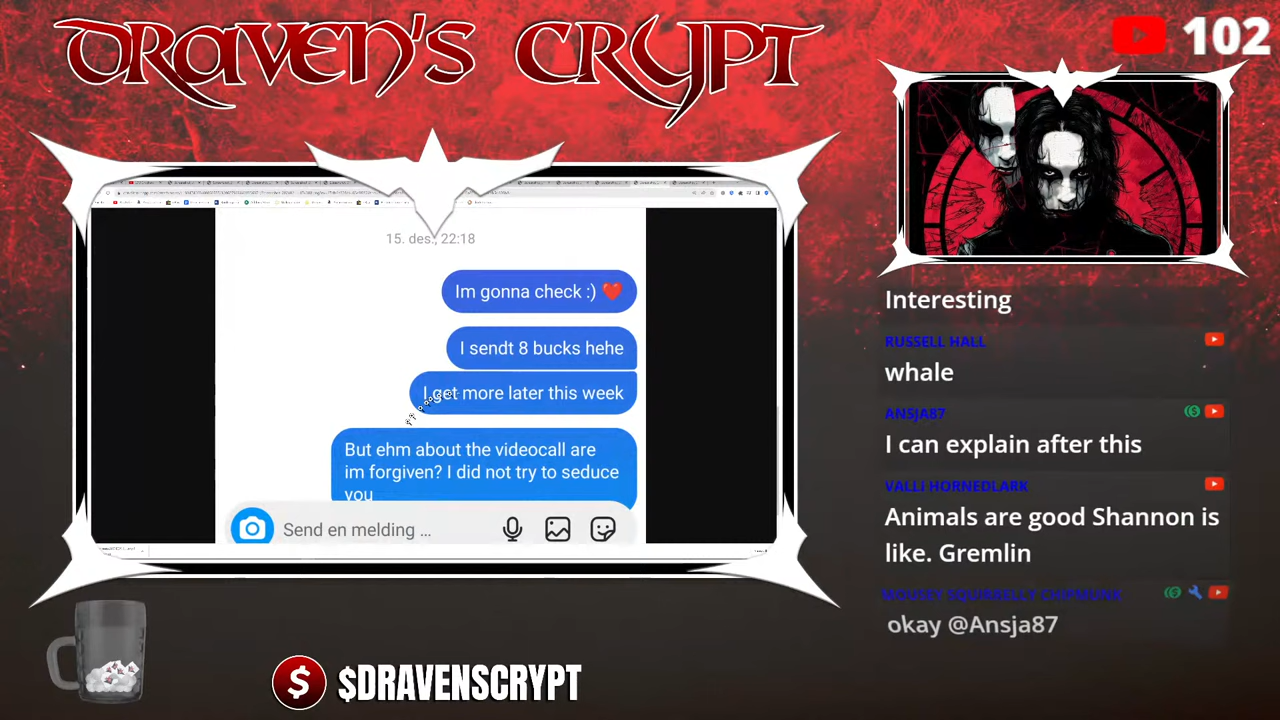 DRAVEN'S CRYPT
102
15. des., 22:18
Im gonna check :) ❤️
I sendt 8 bucks hehe
I get more later this week
But ehm about the videocall are
im forgiven? I did not try to seduce
you
Send en melding ...
Interesting
RUSSELL HALL
whale
ANSJA87
I can explain after this
VALLI HORNEDLARK
Animals are good Shannon is
like. Gremlin
okay @Ansja87
$ $DRAVENSCRYPT